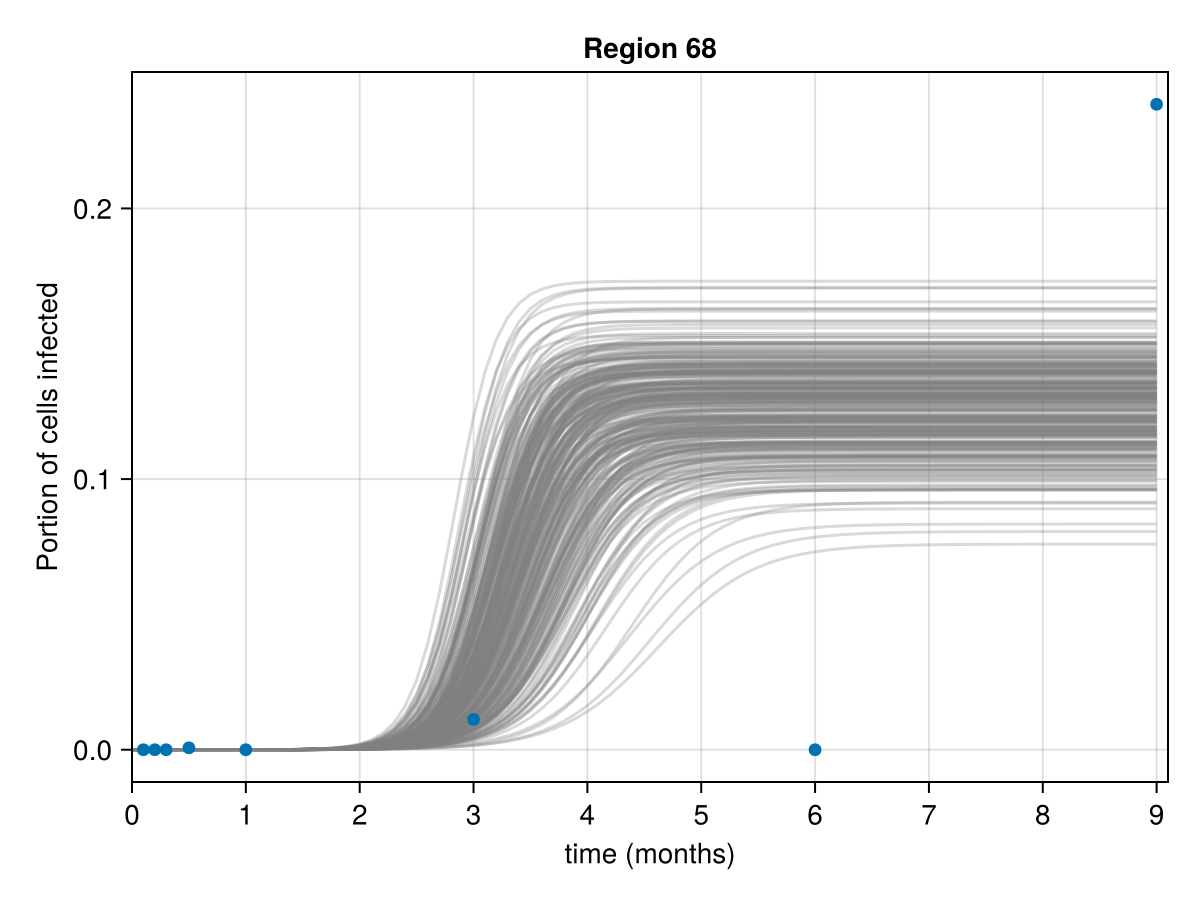 Region 68
Portion of cells infected
0.2
0.1
0.0
0 1 2 3 4 5 6 7 8 9
time (months)